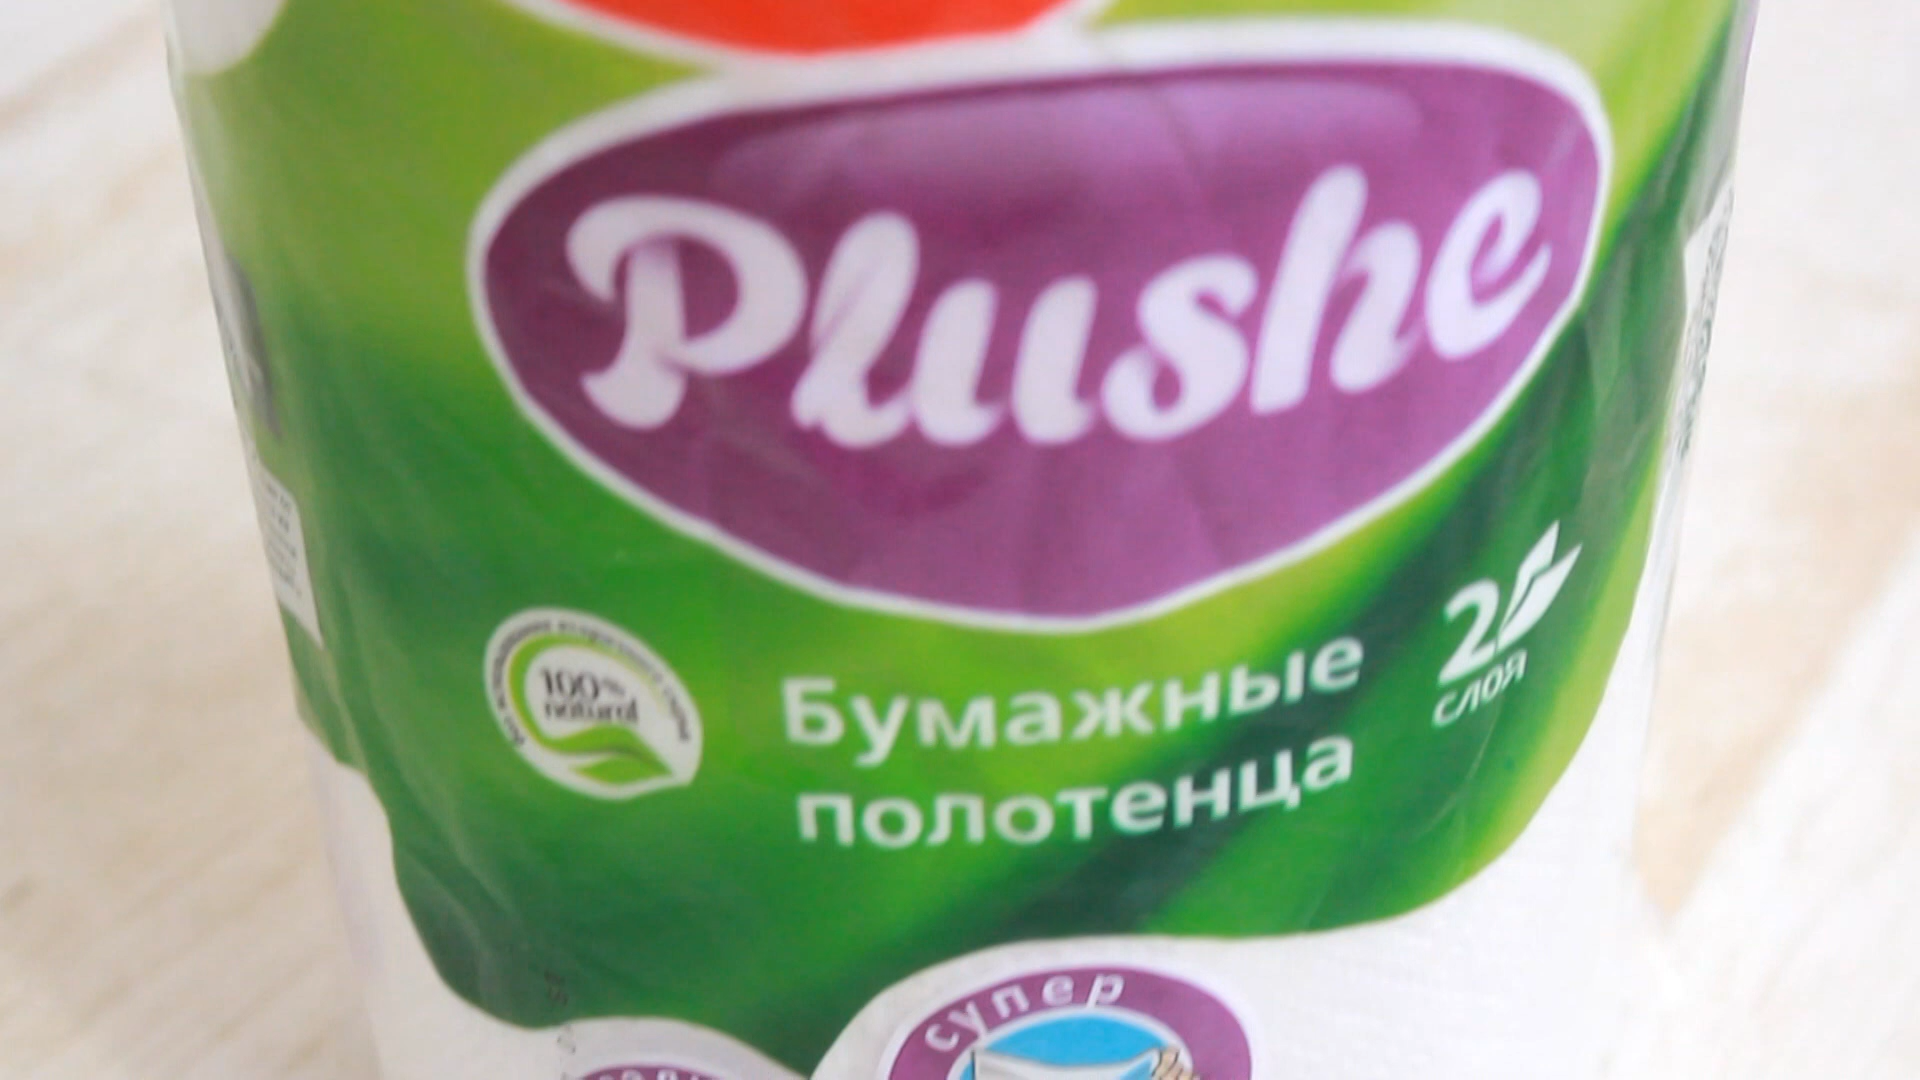 Plushe
100%
natural
Бумажные
полотенца
2
слоя
супер